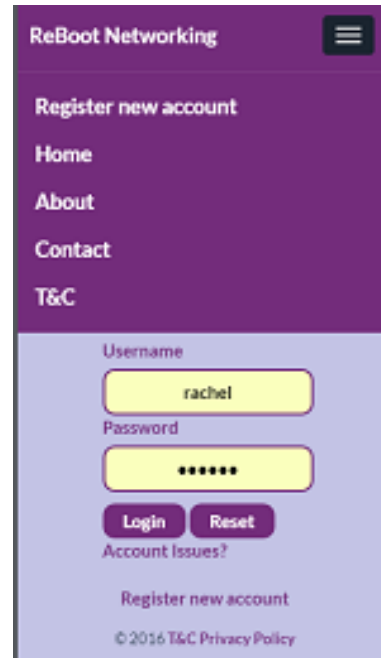 ReBoot Networking
Register new account
Home
About
Contact
T&C
Username
rachel
Password
••••••
Login Reset
Account Issues?
Register new account
© 2016 T&C Privacy Policy